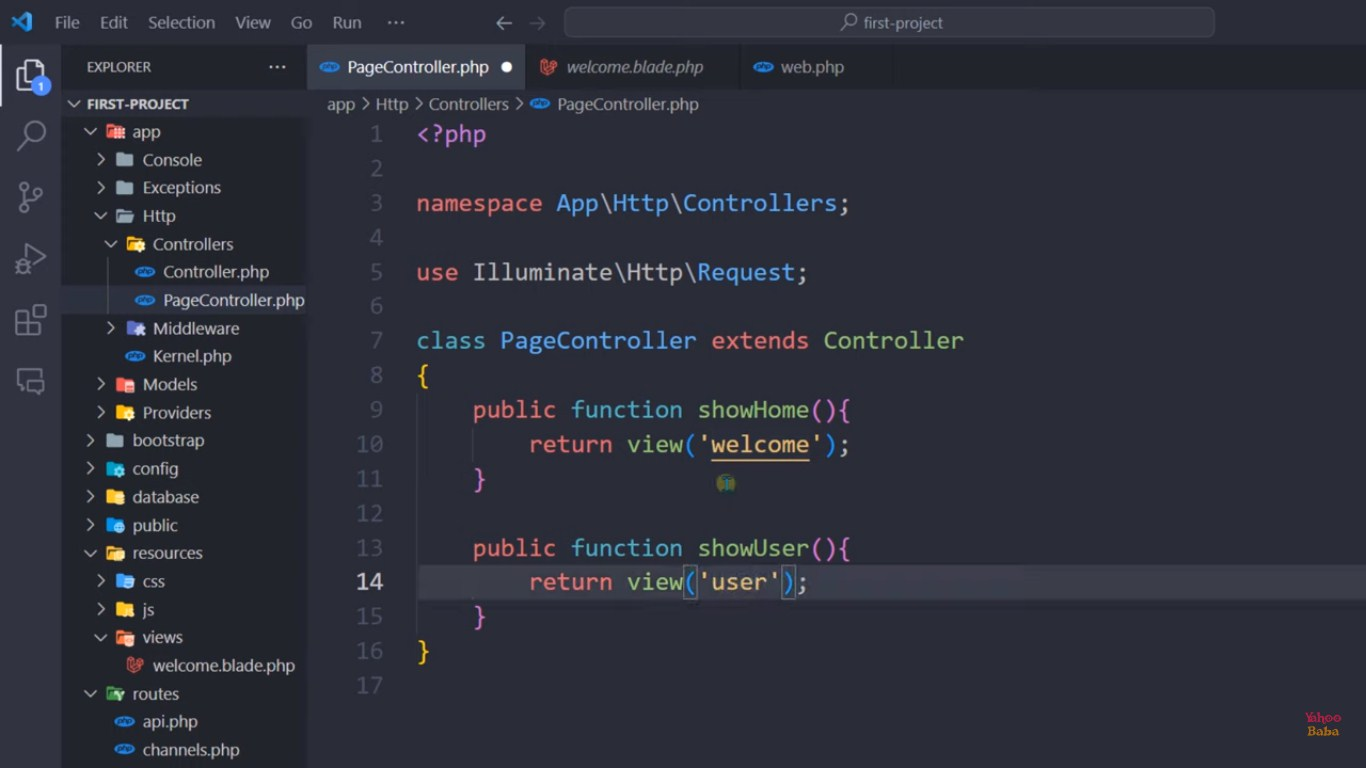 File Edit Selection View Go Run ···
first-project
EXPLORER ···
PageController.php
welcome.blade.php
web.php
1
FIRST-PROJECT
app
Console
Exceptions
Http
Controllers
Controller.php
PageController.php
Middleware
Kernel.php
Models
Providers
bootstrap
config
database
public
resources
css
js
views
welcome.blade.php
routes
api.php
channels.php
app > Http > Controllers > PageController.php
1 <?php
2
3 namespace App\Http\Controllers;
4
5 use Illuminate\Http\Request;
6
7 class PageController extends Controller
8 {
9 public function showHome(){
10 return view('welcome');
11 }
12
13 public function showUser(){
14 return view('user');
15 }
16 }
17
Yahoo
Baba